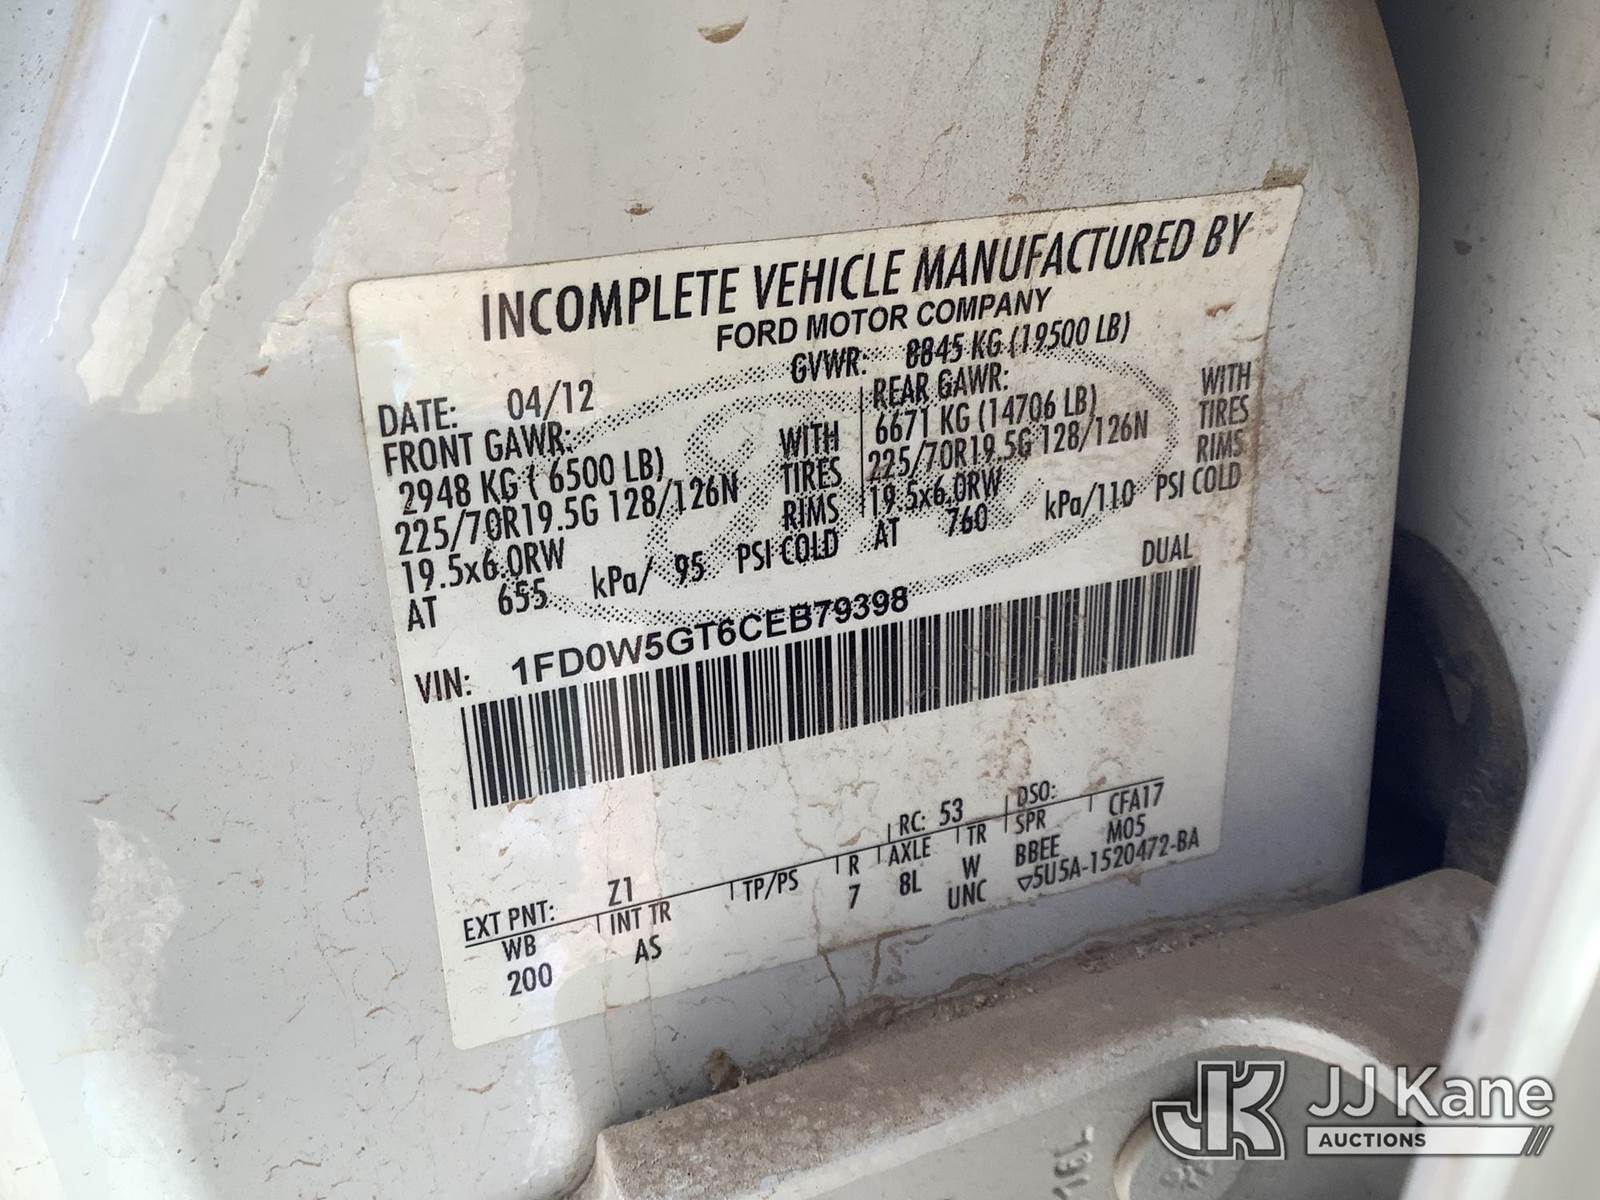 INCOMPLETE VEHICLE MANUFACTURED BY
FORD MOTOR COMPANY
DATE: 04/12 GVWR: 8845 KG (19500 LB)
FRONT GAWR: REAR GAWR:
2948 KG ( 6500 LB) WITH 6671 KG (14706 LB) WITH
225/70R19.5G 128/126N TIRES 225/70R19.5G 128/126N TIRES
19.5x6.0RW RIMS 19.5x6.0RW RIMS
AT 655 kPa/ 95 PSI COLD AT 760 kPa/110 PSI COLD
DUAL
VIN: 1FD0W5GT6CEB79398
EXT PNT: Z1 RC: 53 DSO:
WB INT TR TP/PS R AXLE TR SPR CFA17
200 AS 7 8L W BBEE M05
UNC ▽5U5A-1520472-BA
16L
JK JJ Kane
AUCTIONS